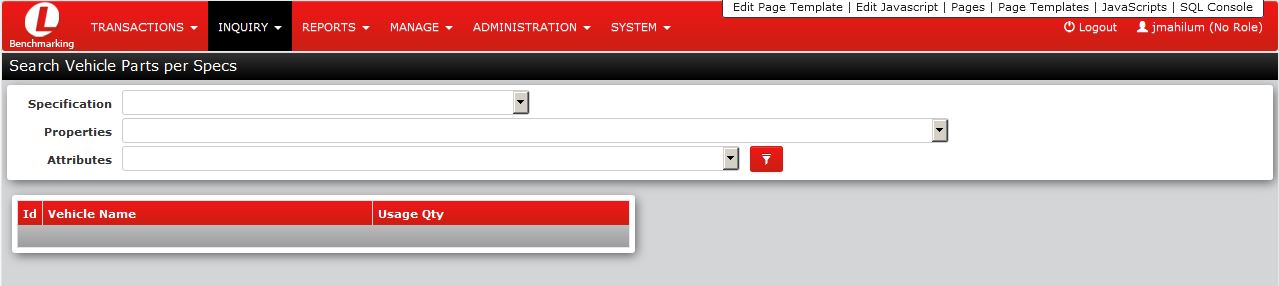 Edit Page Template | Edit Javascript | Pages | Page Templates | JavaScripts | SQL Console
L
Benchmarking
TRANSACTIONS INQUIRY REPORTS MANAGE ADMINISTRATION SYSTEM Logout jmahilum (No Role)
Search Vehicle Parts per Specs
Specification
Properties
Attributes
Id Vehicle Name Usage Qty